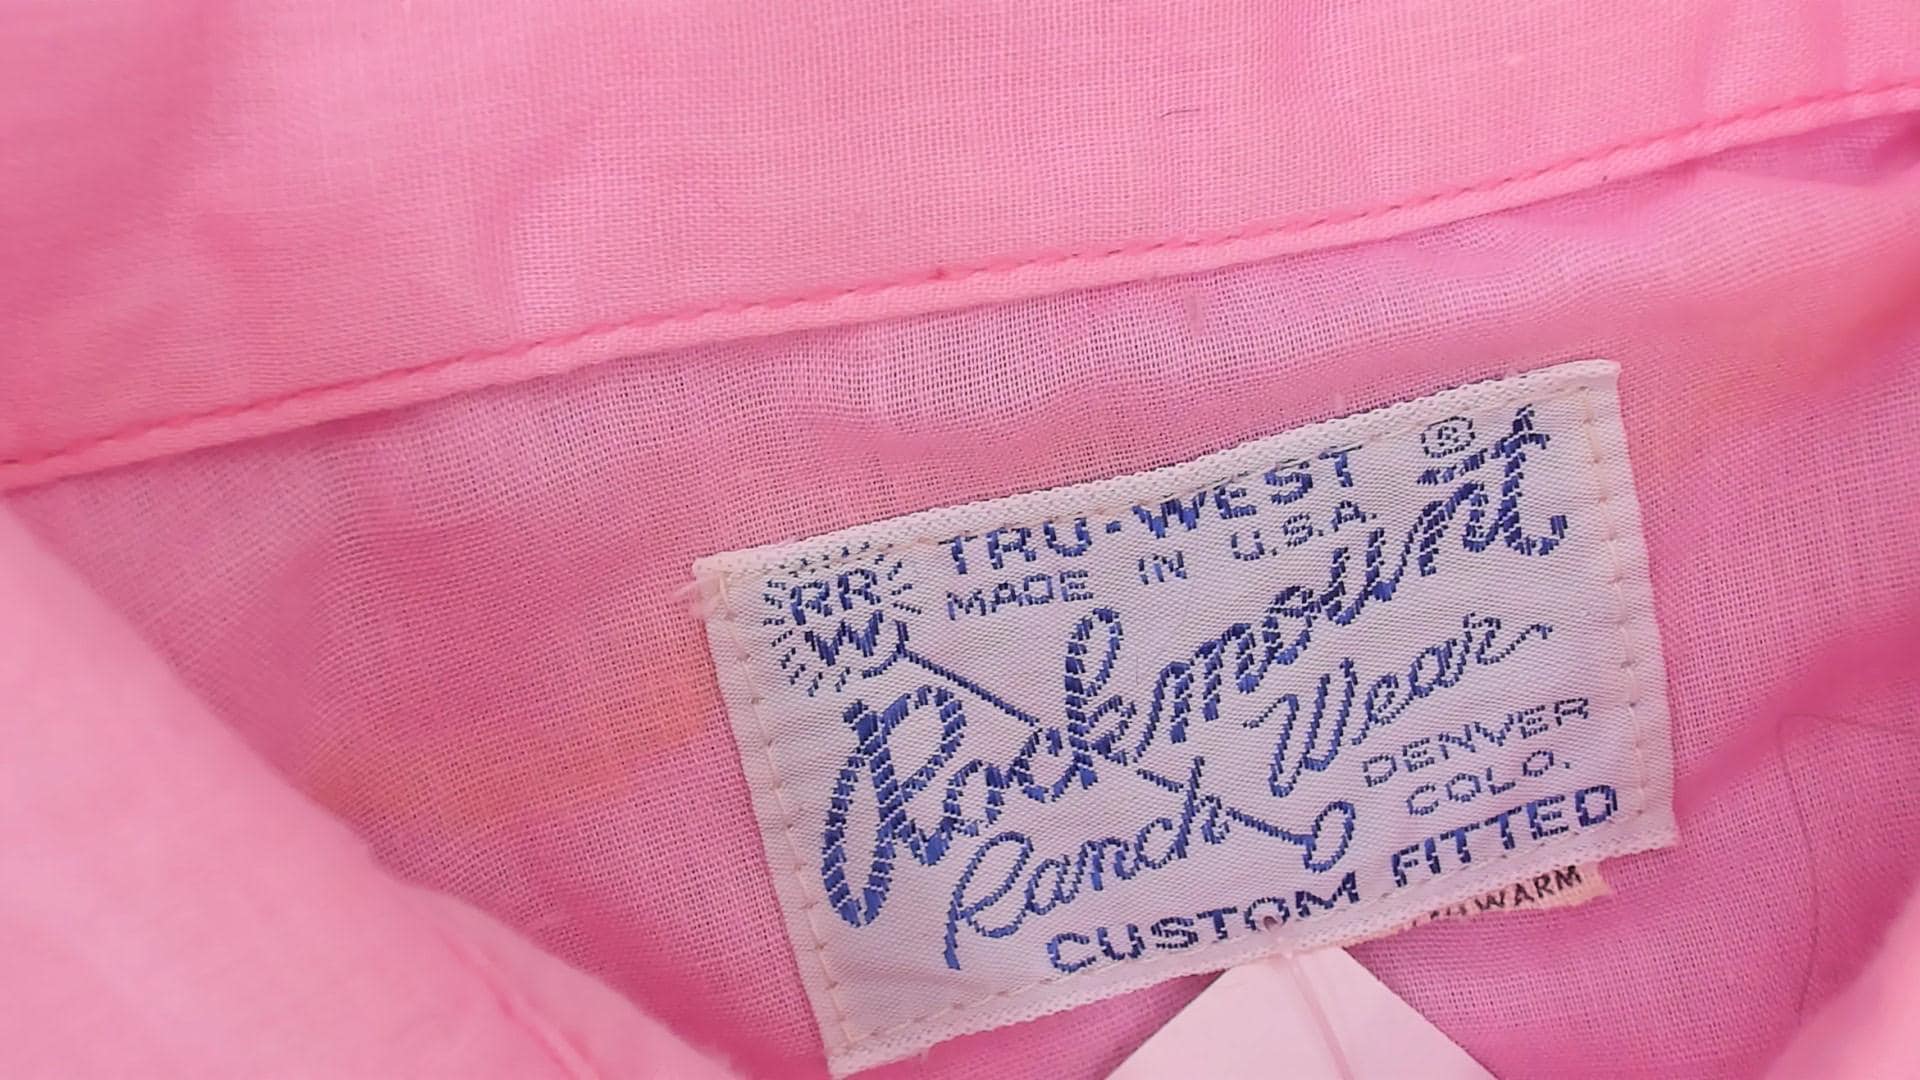 TRU-WEST ®
MADE IN U.S.A.
RR
W
Rockmount
Ranch Wear
DENVER
COLO.
CUSTOM FITTED
WARM